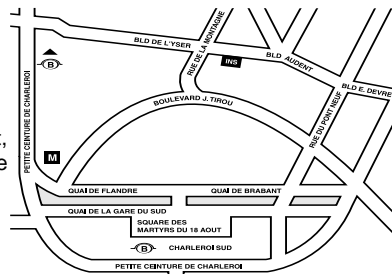 BLD DE L'YSER
RUE DE LA MONTAGNE
BLD AUDENT
BLD E. DEVRE
INS
B
PETITE CEINTURE DE CHARLEROI
BOULEVARD J. TIROU
RUE DU PONT NEUF
M
,
e
QUAI DE FLANDRE
QUAI DE BRABANT
QUAI DE LA GARE DU SUD
SQUARE DES
MARTYRS DU 18 AOUT
B
CHARLEROI SUD
PETITE CEINTURE DE CHARLEROI